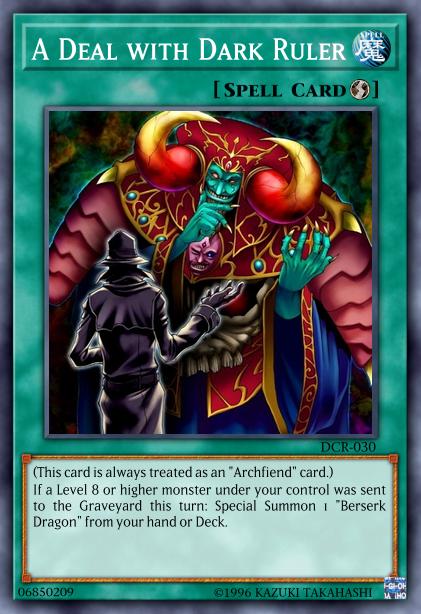 A Deal with Dark Ruler
SPELL
魔
[Spell Card]
DCR-030
(This card is always treated as an "Archfiend" card.)
If a Level 8 or higher monster under your control was sent
to the Graveyard this turn: Special Summon 1 "Berserk
Dragon" from your hand or Deck.
06850209
©1996 KAZUKI TAKAHASHI